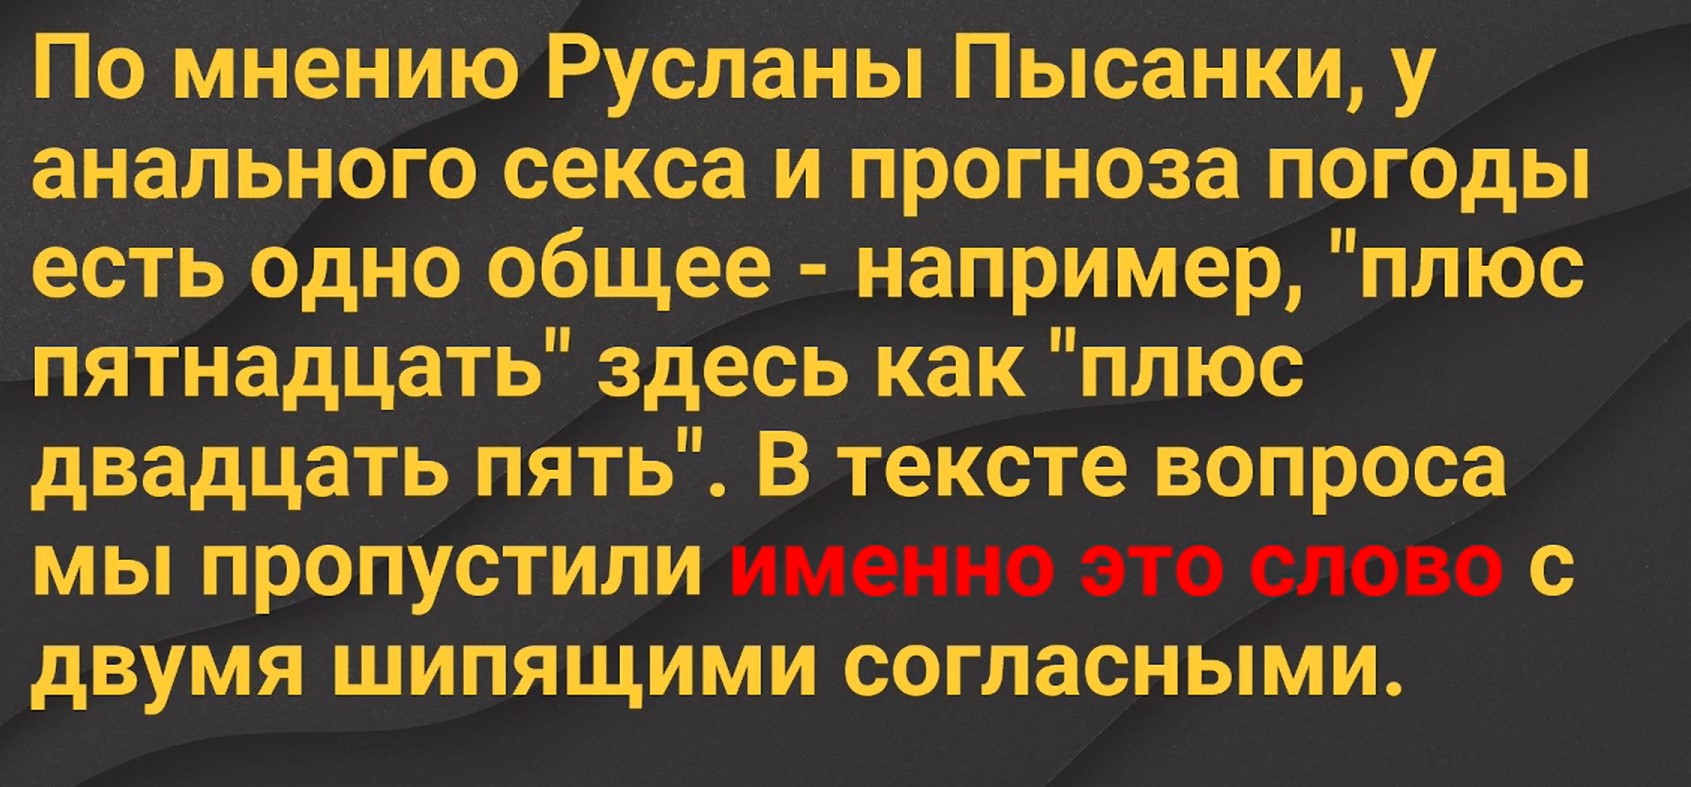 По мнению Русланы Пысанки, у
анального секса и прогноза погоды
есть одно общее - например, "плюс
пятнадцать" здесь как "плюс
двадцать пять". В тексте вопроса
мы пропустили именно это слово с
двумя шипящими согласными.